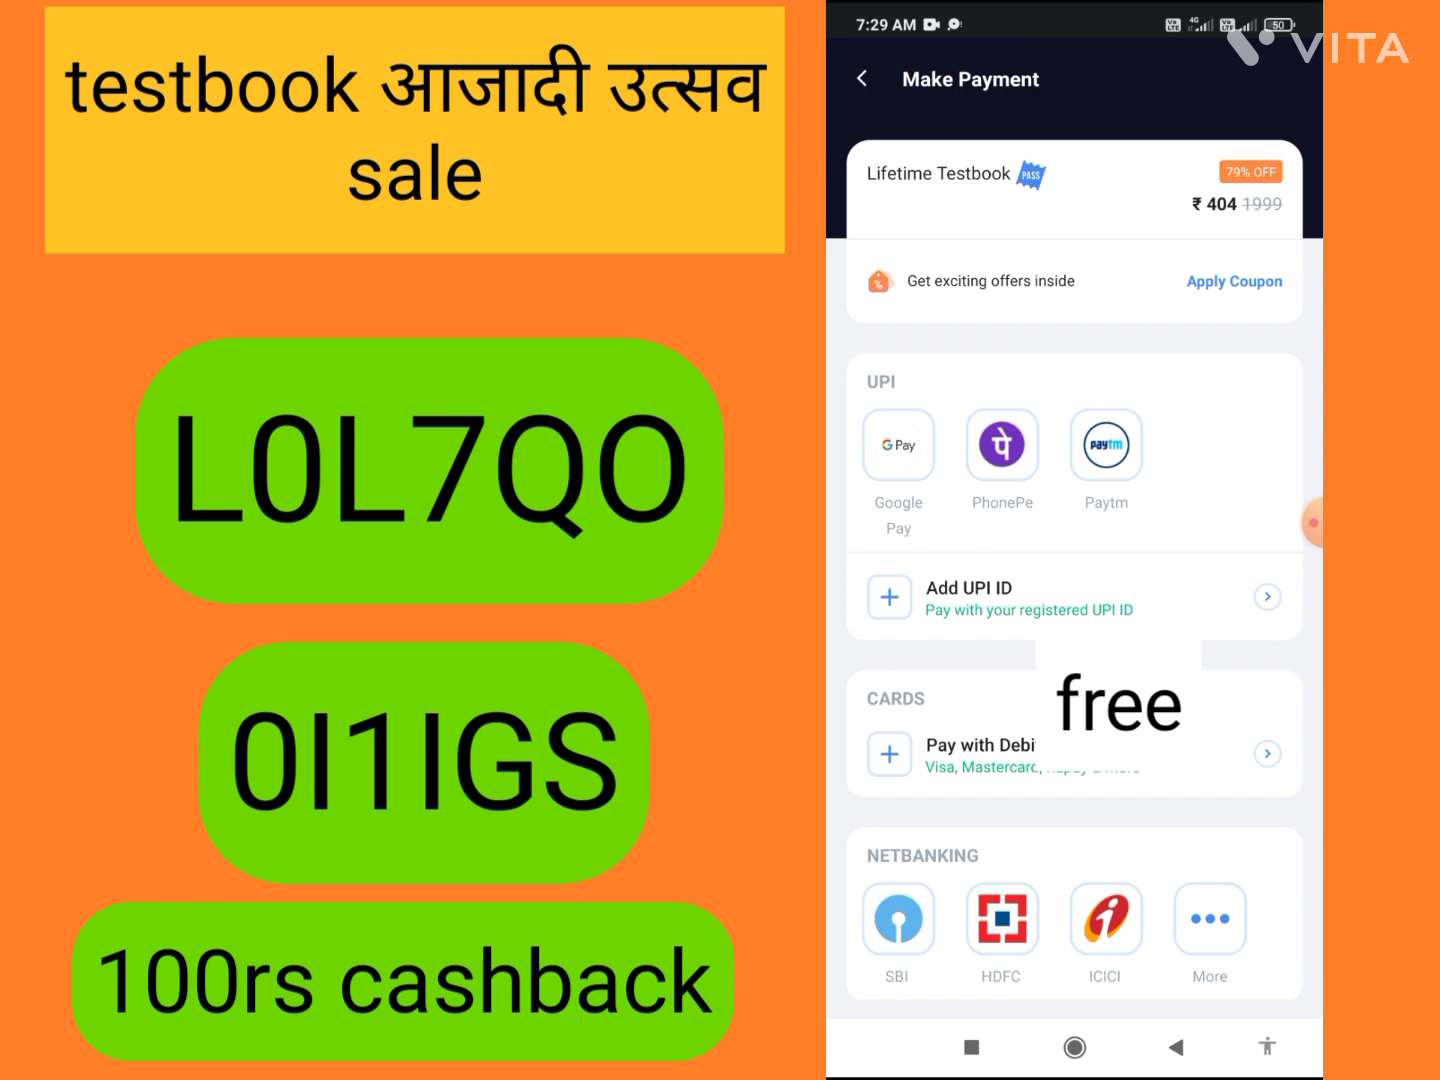 testbook आजादी उत्सव
sale
L0L7QO
0I1IGS
100rs cashback
7:29 AM
4G
50
VITA
Make Payment
Lifetime Testbook PASS
79% OFF
₹ 404 1999
Get exciting offers inside
Apply Coupon
UPI
G Pay
पे
paytm
Google
Pay
PhonePe
Paytm
Add UPI ID
Pay with your registered UPI ID
free
CARDS
Pay with Debi
Visa, Mastercard,
NETBANKING
SBI
HDFC
ICICI
More